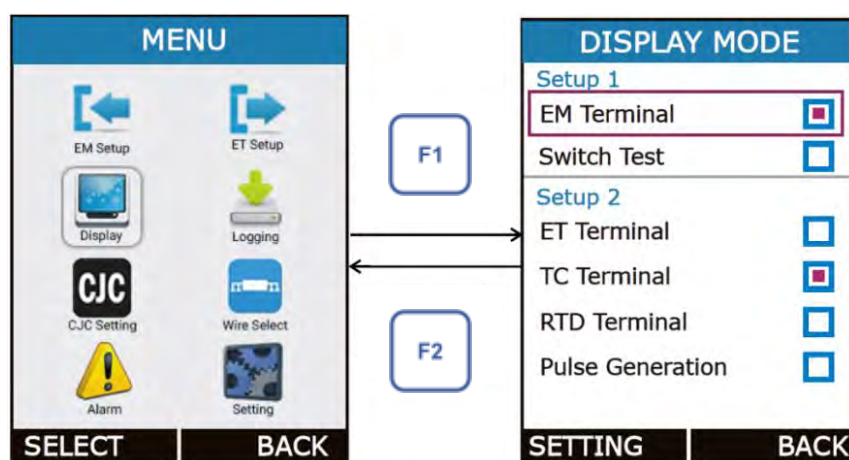 MENU
EM Setup
ET Setup
Display
Logging
CJC
CJC Setting
Wire Select
Alarm
Setting
SELECT
BACK
F1
F2
DISPLAY MODE
Setup 1
EM Terminal
Switch Test
Setup 2
ET Terminal
TC Terminal
RTD Terminal
Pulse Generation
SETTING
BACK